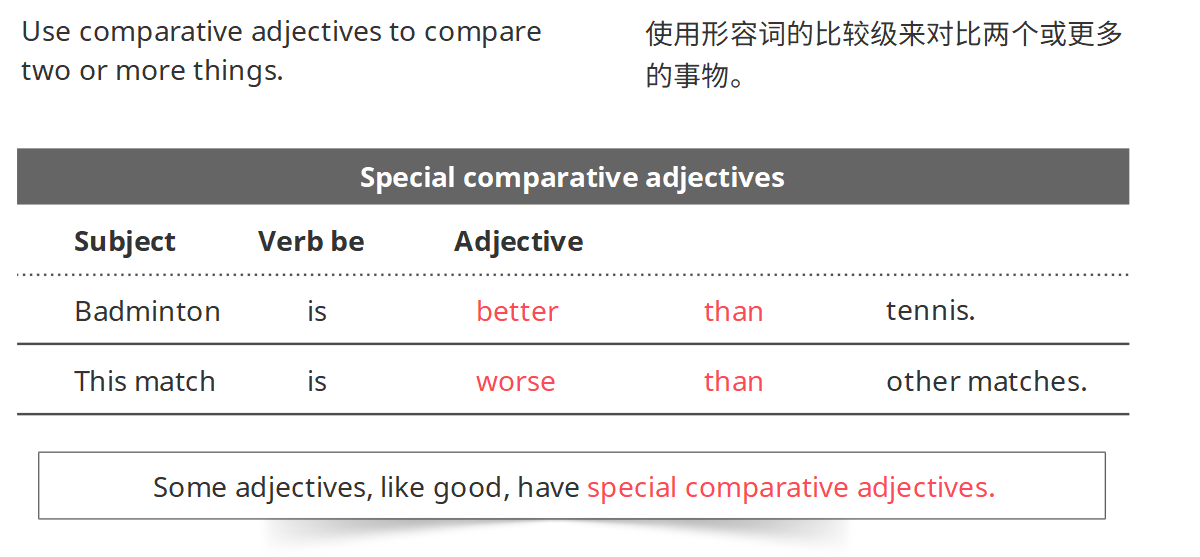 Use comparative adjectives to compare
two or more things.
使用形容词的比较级来对比两个或更多
的事物。
Special comparative adjectives
Subject Verb be Adjective
Badminton is better than tennis.
This match is worse than other matches.
Some adjectives, like good, have special comparative adjectives.